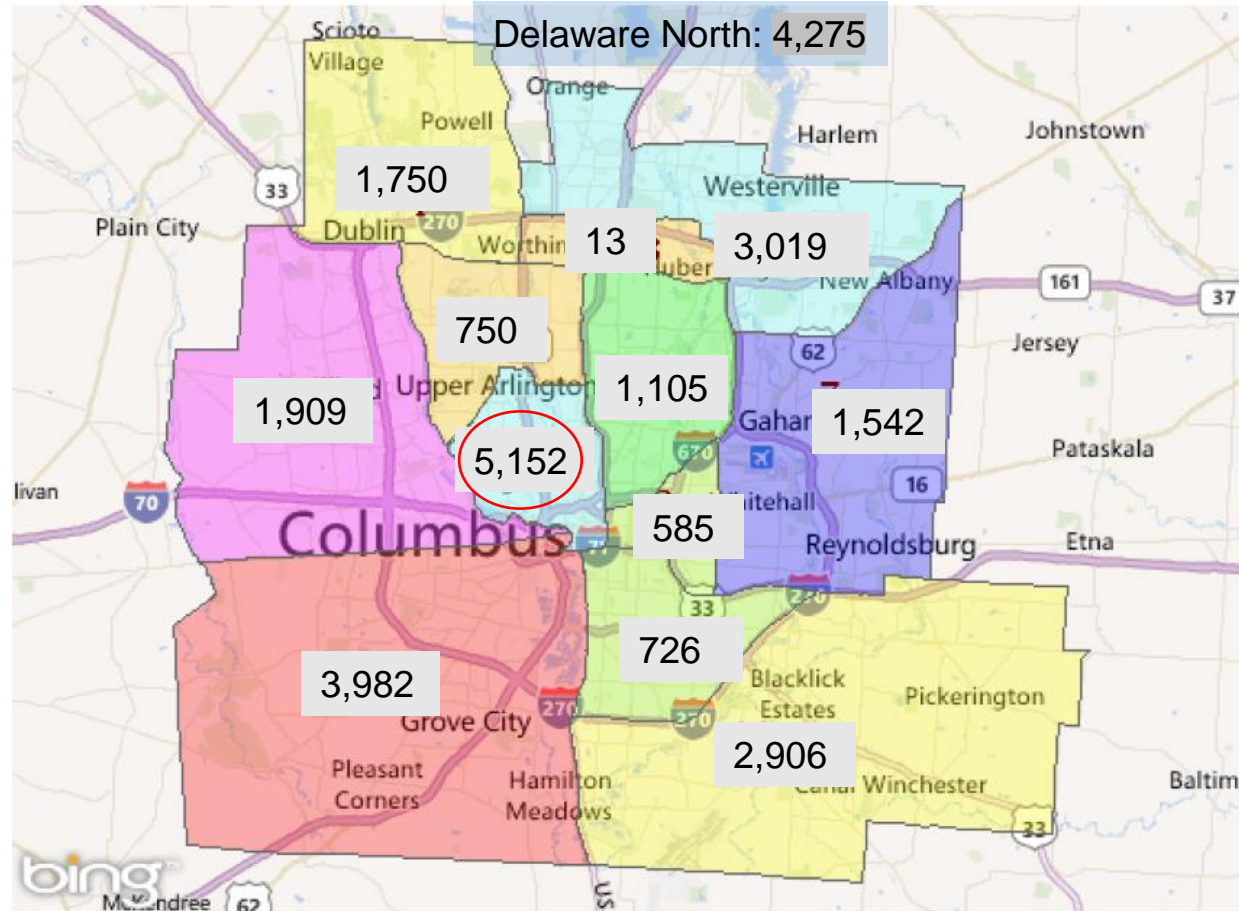 Delaware North: 4,275
Scioto
Village
Orange
Powell
Harlem
Johnstown
33
1,750
Westerville
Plain City
270
Dublin
13
3,019
New Albany
161
37
750
62
Jersey
Upper Arlington
1,105
1,909
1,542
5,152
670
Pataskala
70
16
585
Columbus
Reynoldsburg
Etna
33
726
3,982
Blacklick
Estates
Pickerington
270
270
Grove City
2,906
Pleasant
Corners
Hamilton
Meadows
Winchester
33
bing
62
US